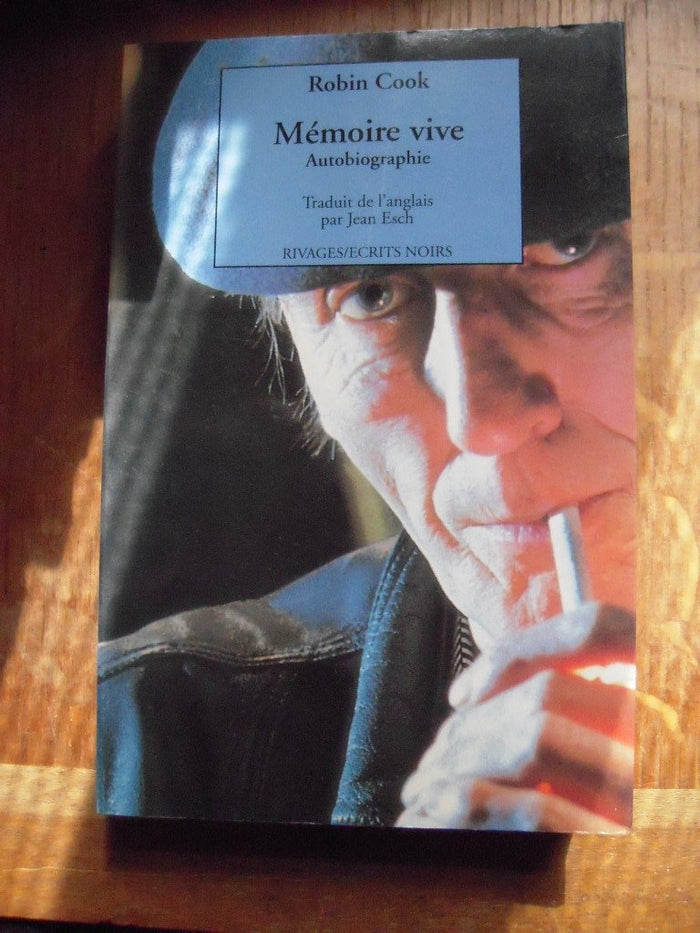 Robin Cook
Mémoire vive
Autobiographie
Traduit de l'anglais
par Jean Esch
RIVAGES/ECRITS NOIRS